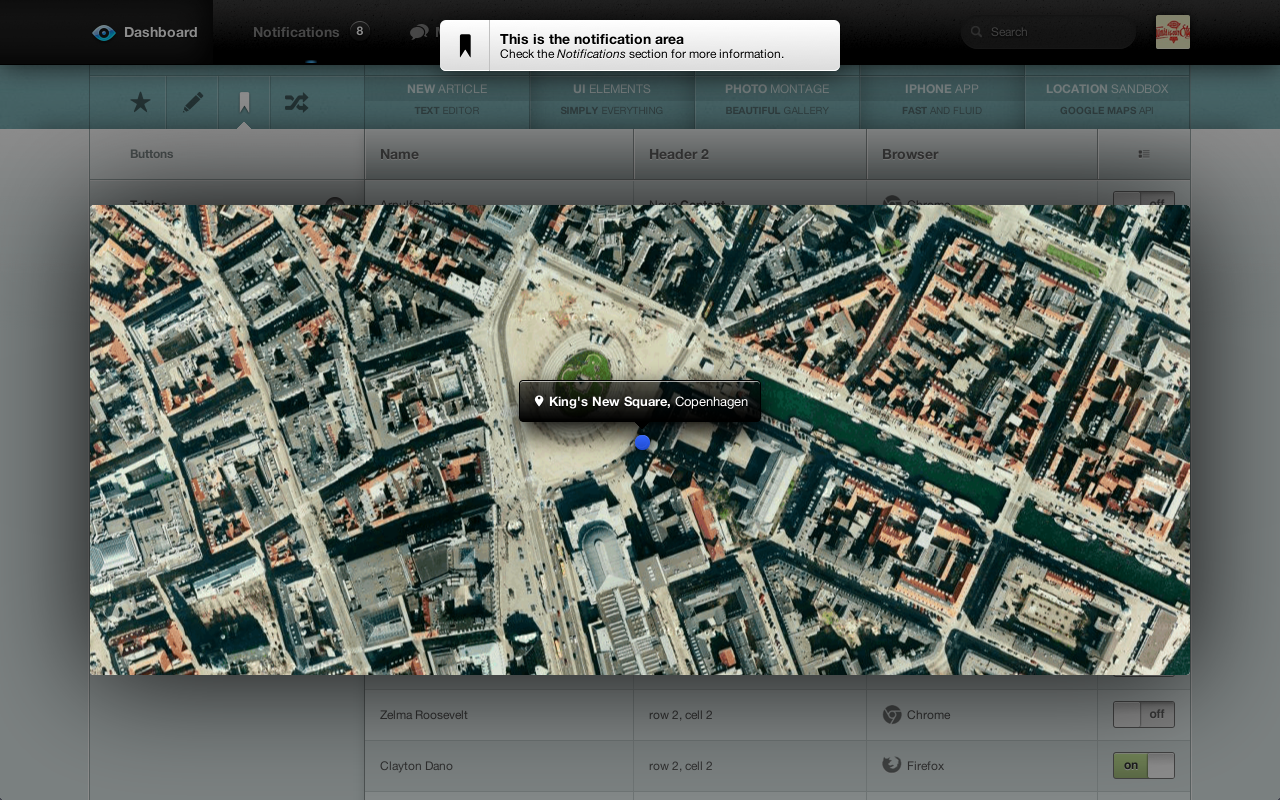 Dashboard
Notifications 8
Search
This is the notification area
Check the Notifications section for more information.
NEW ARTICLE
TEXT EDITOR
UI ELEMENTS
SIMPLY EVERYTHING
PHOTO MONTAGE
BEAUTIFUL GALLERY
IPHONE APP
FAST AND FLUID
LOCATION SANDBOX
GOOGLE MAPS API
Buttons
Name
Header 2
Browser
Tables
Chrome
off
King's New Square, Copenhagen
Zelma Roosevelt
row 2, cell 2
Chrome
off
Clayton Dano
row 2, cell 2
Firefox
on